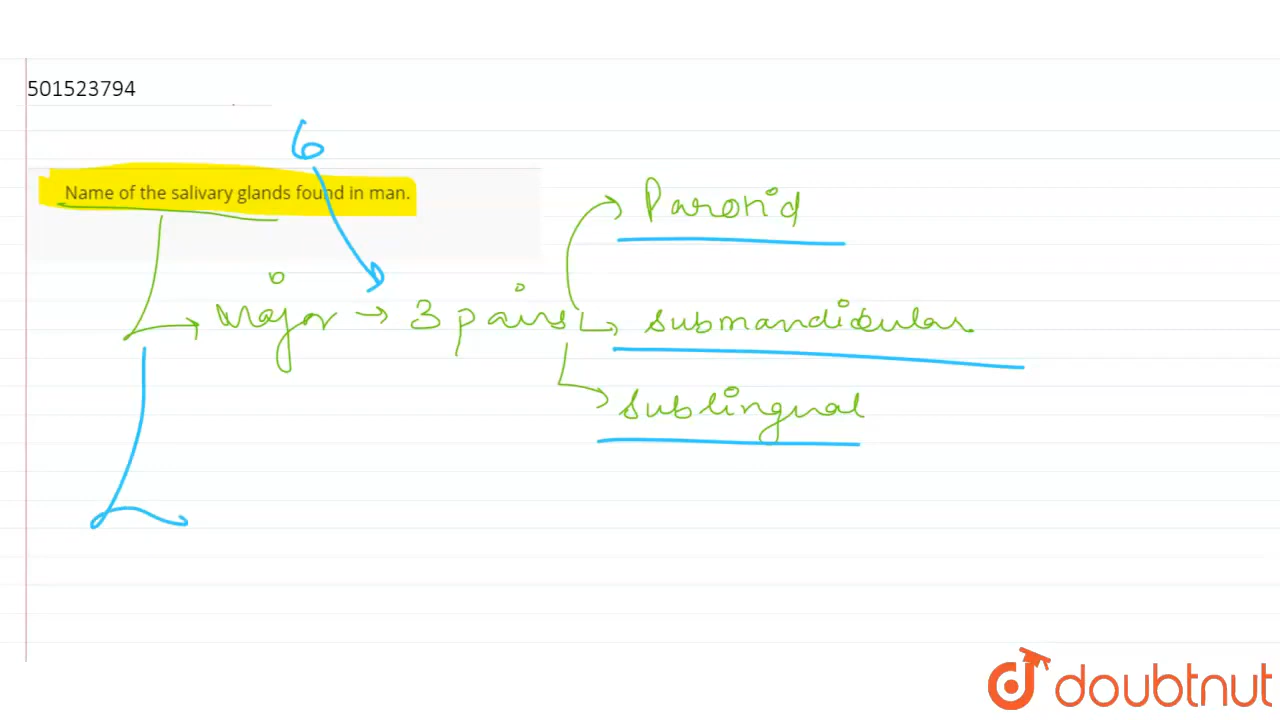 501523794
6
Name of the salivary glands found in man.
Parotid
Major → 3 pairs
submandibular
sublingual
doubtnut